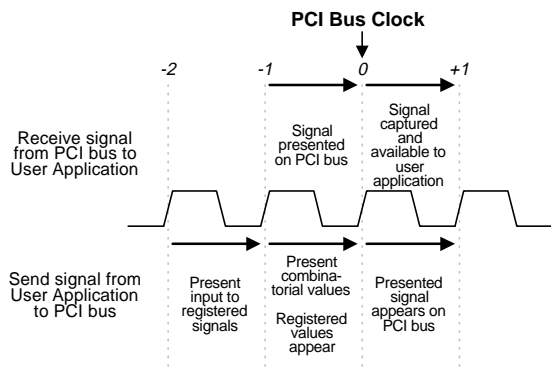 PCI Bus Clock
-2
-1
0
+1
Receive signal
from PCI bus to
User Application
Signal
presented
on PCI bus
Signal
captured
and
available to
user
application
Send signal from
User Application
to PCI bus
Present
input to
registered
signals
Present
combina-
torial values
Registered
values
appear
Presented
signal
appears on
PCI bus